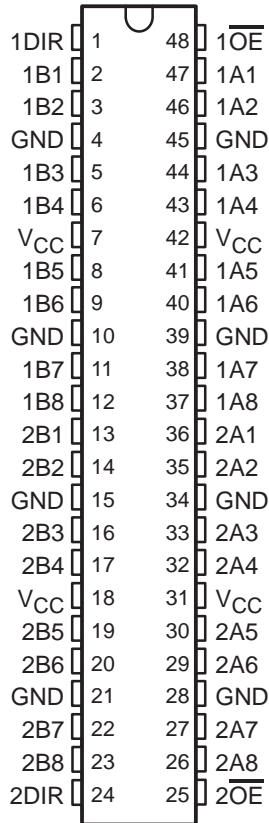 1DIR 1 48 1O̅E̅
1B1 2 47 1A1
1B2 3 46 1A2
GND 4 45 GND
1B3 5 44 1A3
1B4 6 43 1A4
VCC 7 42 VCC
1B5 8 41 1A5
1B6 9 40 1A6
GND 10 39 GND
1B7 11 38 1A7
1B8 12 37 1A8
2B1 13 36 2A1
2B2 14 35 2A2
GND 15 34 GND
2B3 16 33 2A3
2B4 17 32 2A4
VCC 18 31 VCC
2B5 19 30 2A5
2B6 20 29 2A6
GND 21 28 GND
2B7 22 27 2A7
2B8 23 26 2A8
2DIR 24 25 2O̅E̅